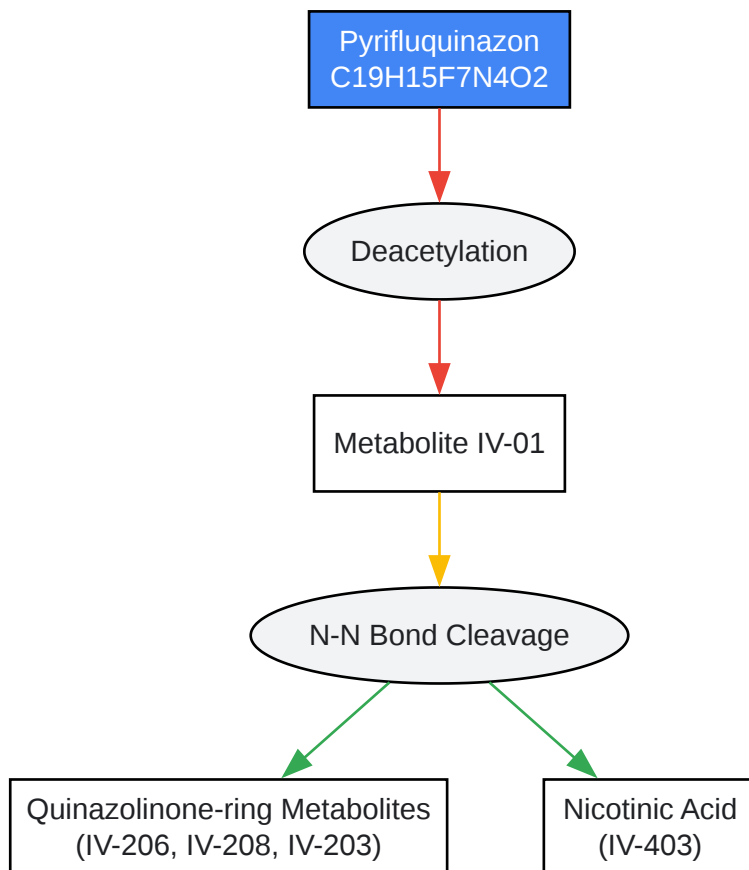 Pyrifluquinazon
C19H15F7N4O2
Deacetylation
Metabolite IV-01
N-N Bond Cleavage
Quinazolinone-ring Metabolites
(IV-206, IV-208, IV-203)
Nicotinic Acid
(IV-403)